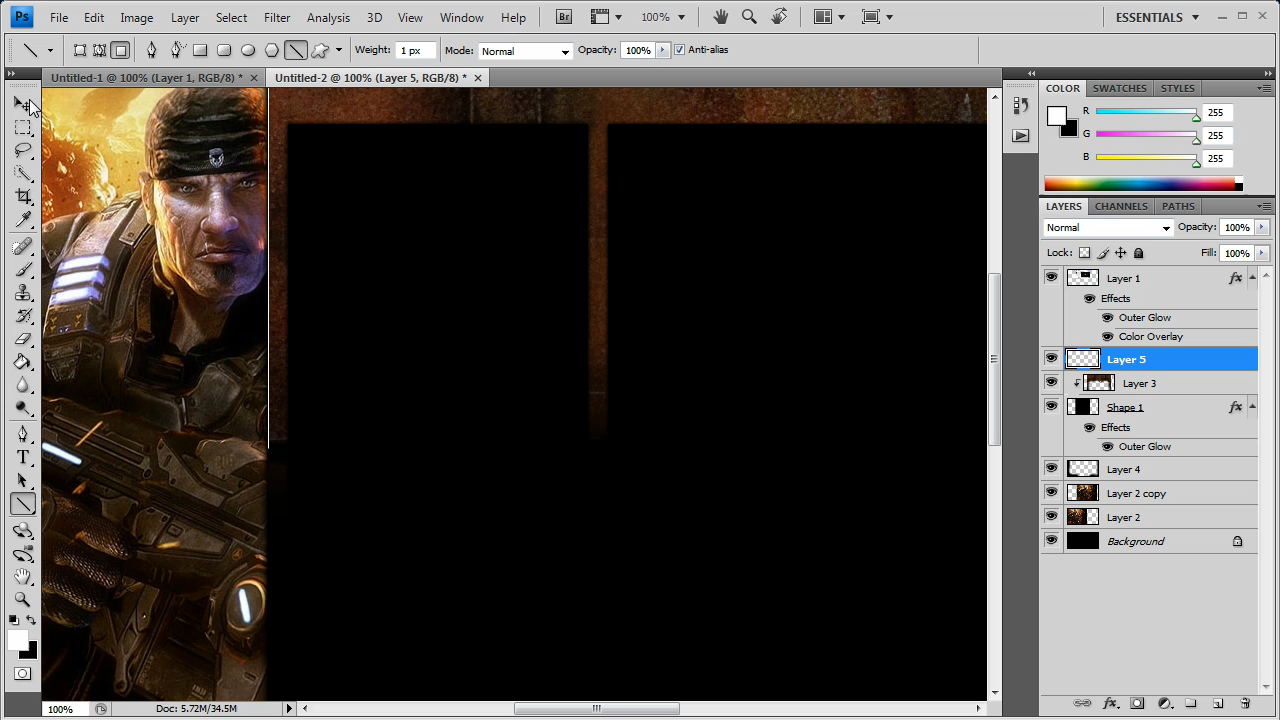 Ps File Edit Image Layer Select Filter Analysis 3D View Window Help Br 100% ESSENTIALS
Weight: 1 px Mode: Normal Opacity: 100% Anti-alias
Untitled-1 @ 100% (Layer 1, RGB/8) * Untitled-2 @ 100% (Layer 5, RGB/8) *
COLOR SWATCHES STYLES
R 255
G 255
B 255
LAYERS CHANNELS PATHS
Normal Opacity: 100%
Lock: Fill: 100%
Layer 1 fx
Effects
Outer Glow
Color Overlay
Layer 5
Layer 3
Shape 1 fx
Effects
Outer Glow
Layer 4
Layer 2 copy
Layer 2
Background
T
fx
100% Doc: 5.72M/34.5M